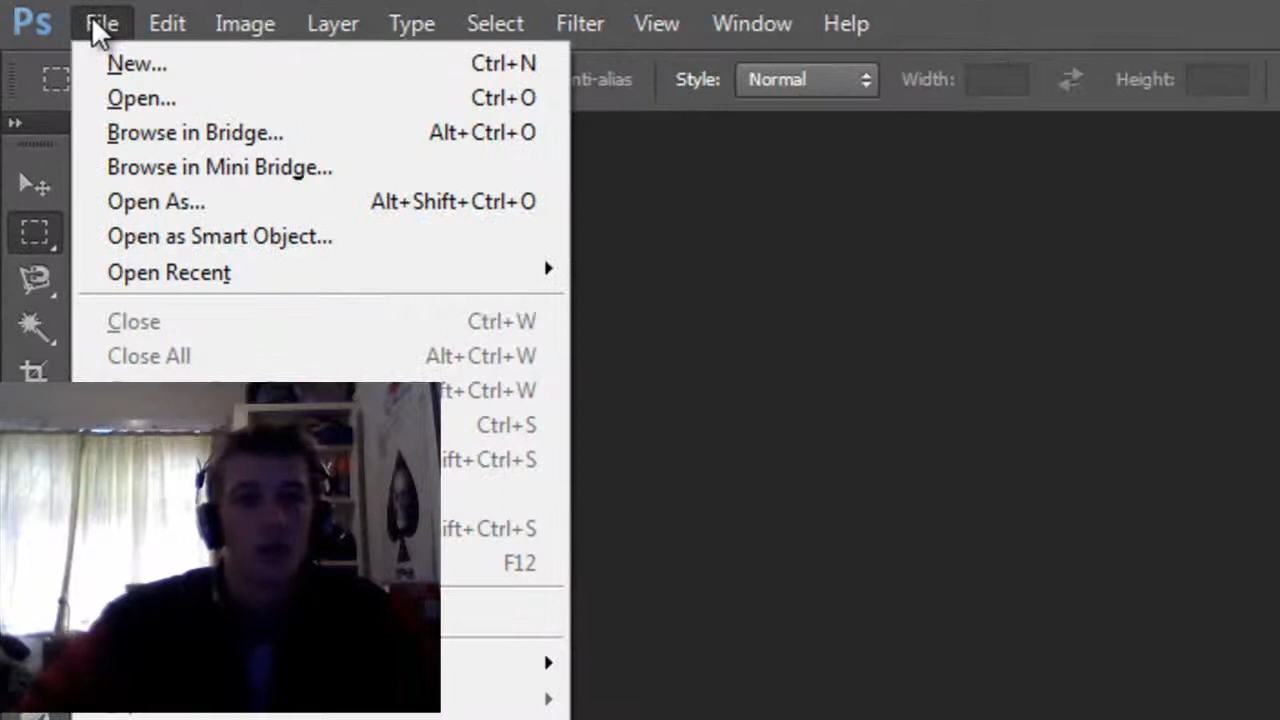 Ps File Edit Image Layer Type Select Filter View Window Help
nti-alias Style: Normal Width: Height:
New... Ctrl+N
Open... Ctrl+O
Browse in Bridge... Alt+Ctrl+O
Browse in Mini Bridge...
Open As... Alt+Shift+Ctrl+O
Open as Smart Object...
Open Recent
Close Ctrl+W
Close All Alt+Ctrl+W
ft+Ctrl+W
Ctrl+S
ift+Ctrl+S
ift+Ctrl+S
F12